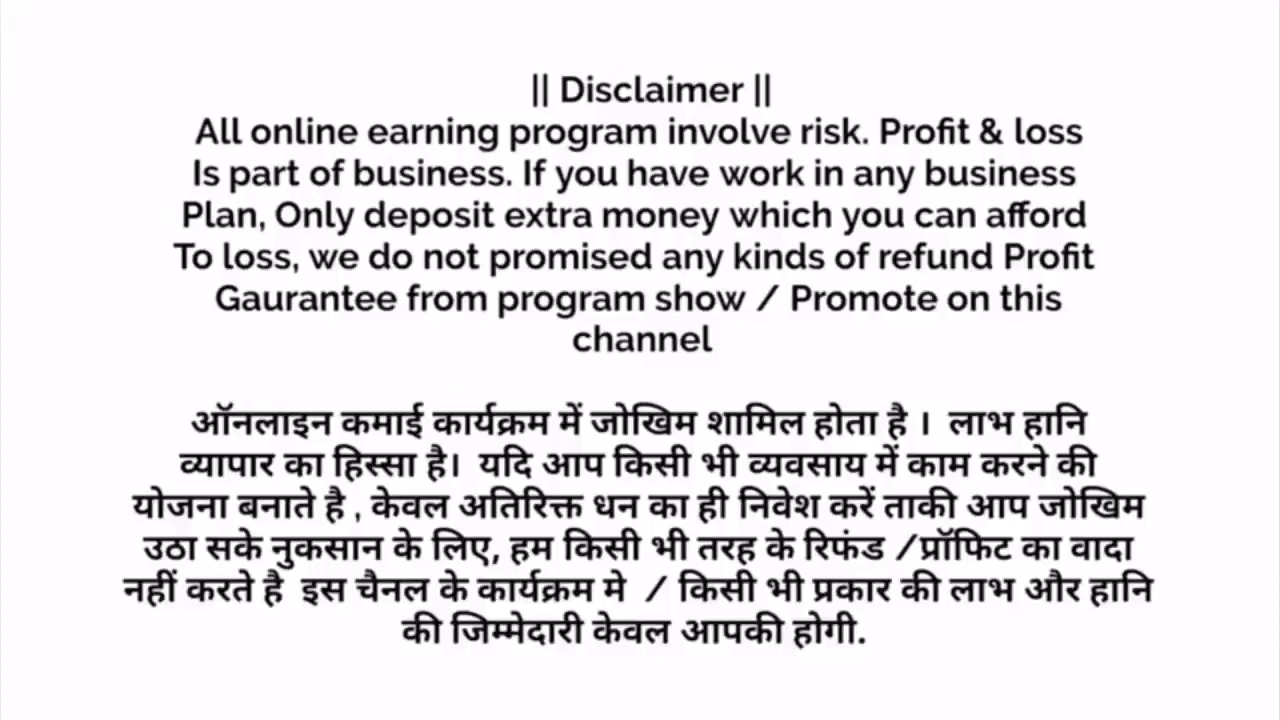 || Disclaimer ||
All online earning program involve risk. Profit & loss
Is part of business. If you have work in any business
Plan, Only deposit extra money which you can afford
To loss, we do not promised any kinds of refund Profit
Gaurantee from program show / Promote on this
channel
ऑनलाइन कमाई कार्यक्रम में जोखिम शामिल होता है । लाभ हानि
व्यापार का हिस्सा है। यदि आप किसी भी व्यवसाय में काम करने की
योजना बनाते है , केवल अतिरिक्त धन का ही निवेश करें ताकी आप जोखिम
उठा सके नुकसान के लिए, हम किसी भी तरह के रिफंड /प्रॉफिट का वादा
नहीं करते है इस चैनल के कार्यक्रम मे / किसी भी प्रकार की लाभ और हानि
की जिम्मेदारी केवल आपकी होगी.